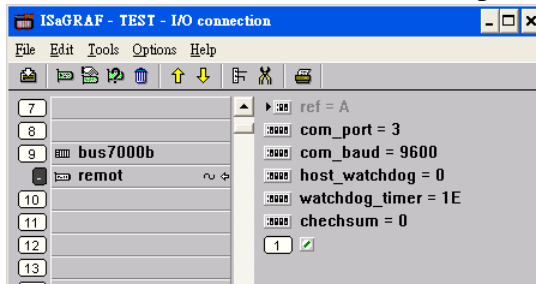 ISaGRAF - TEST - I/O connection
File Edit Tools Options Help
7
8
9 bus7000b
remot
10
11
12
13
ref = A
com_port = 3
com_baud = 9600
host_watchdog = 0
watchdog_timer = 1E
chechsum = 0
1